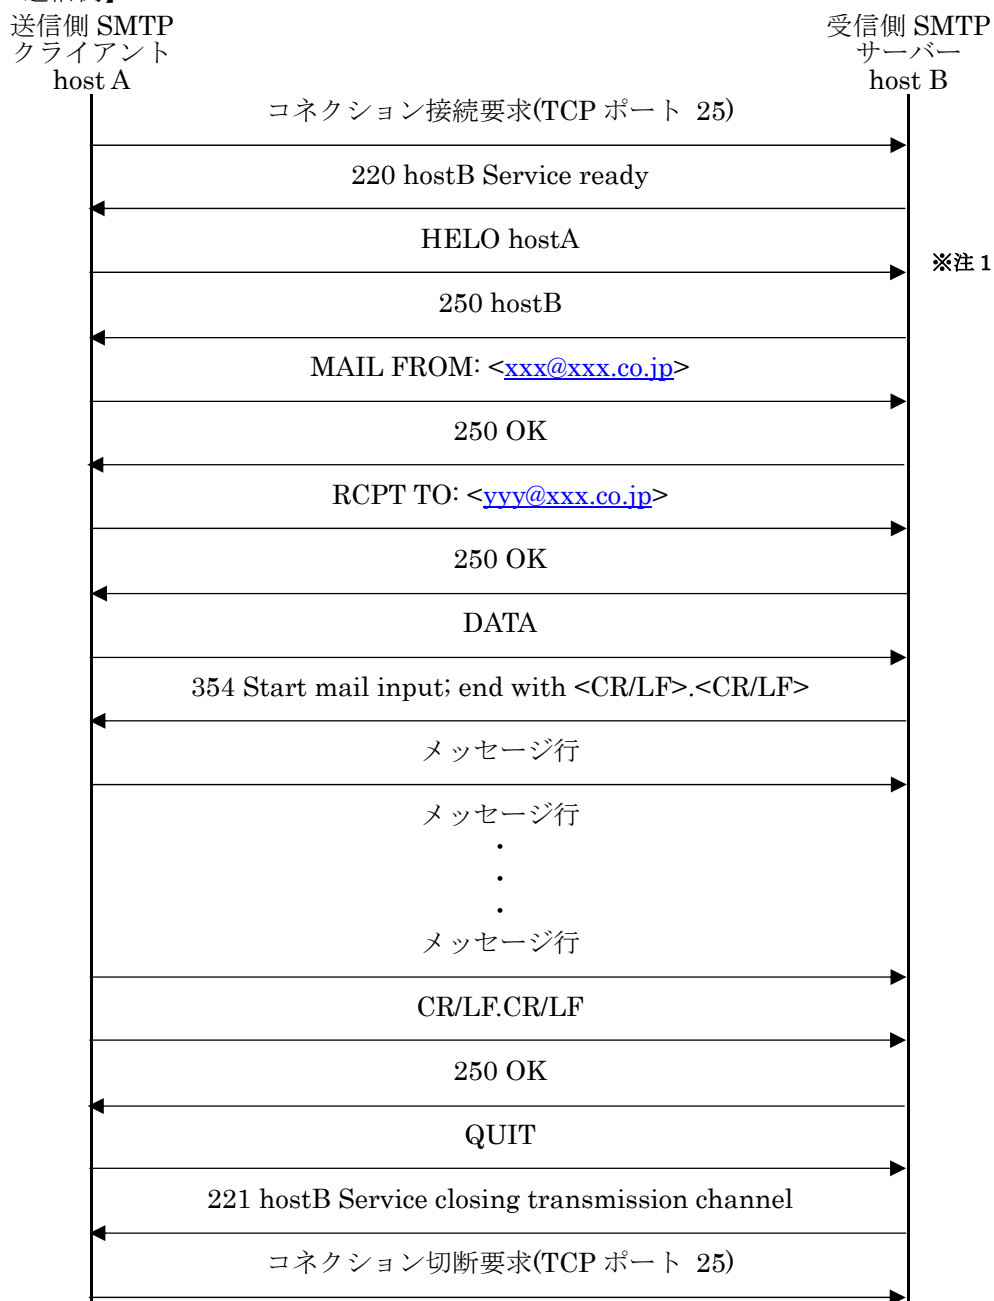 送信側 SMTP
クライアント
host A
受信側 SMTP
サーバー
host B
コネクション接続要求(TCP ポート 25)
220 hostB Service ready
HELO hostA
※注 1
250 hostB
MAIL FROM: <xxx@xxx.co.jp>
250 OK
RCPT TO: <yyy@xxx.co.jp>
250 OK
DATA
354 Start mail input; end with <CR/LF>.<CR/LF>
メッセージ行
メッセージ行
・
・
・
メッセージ行
CR/LF.CR/LF
250 OK
QUIT
221 hostB Service closing transmission channel
コネクション切断要求(TCP ポート 25)